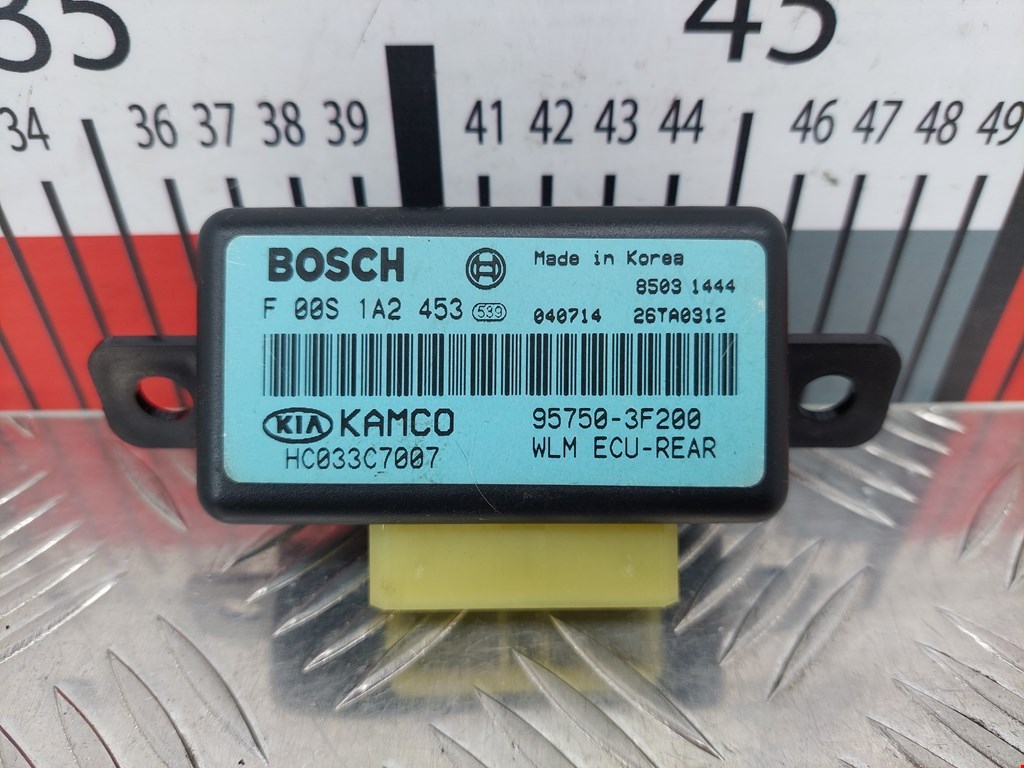 35 45
34 36 37 38 39 41 42 43 44 46 47 48 49
BOSCH Made in Korea
8503 1444
F 00S 1A2 453 539 040714 26TA0312
KIA KAMCO 95750-3F200
HC033C7007 WLM ECU-REAR